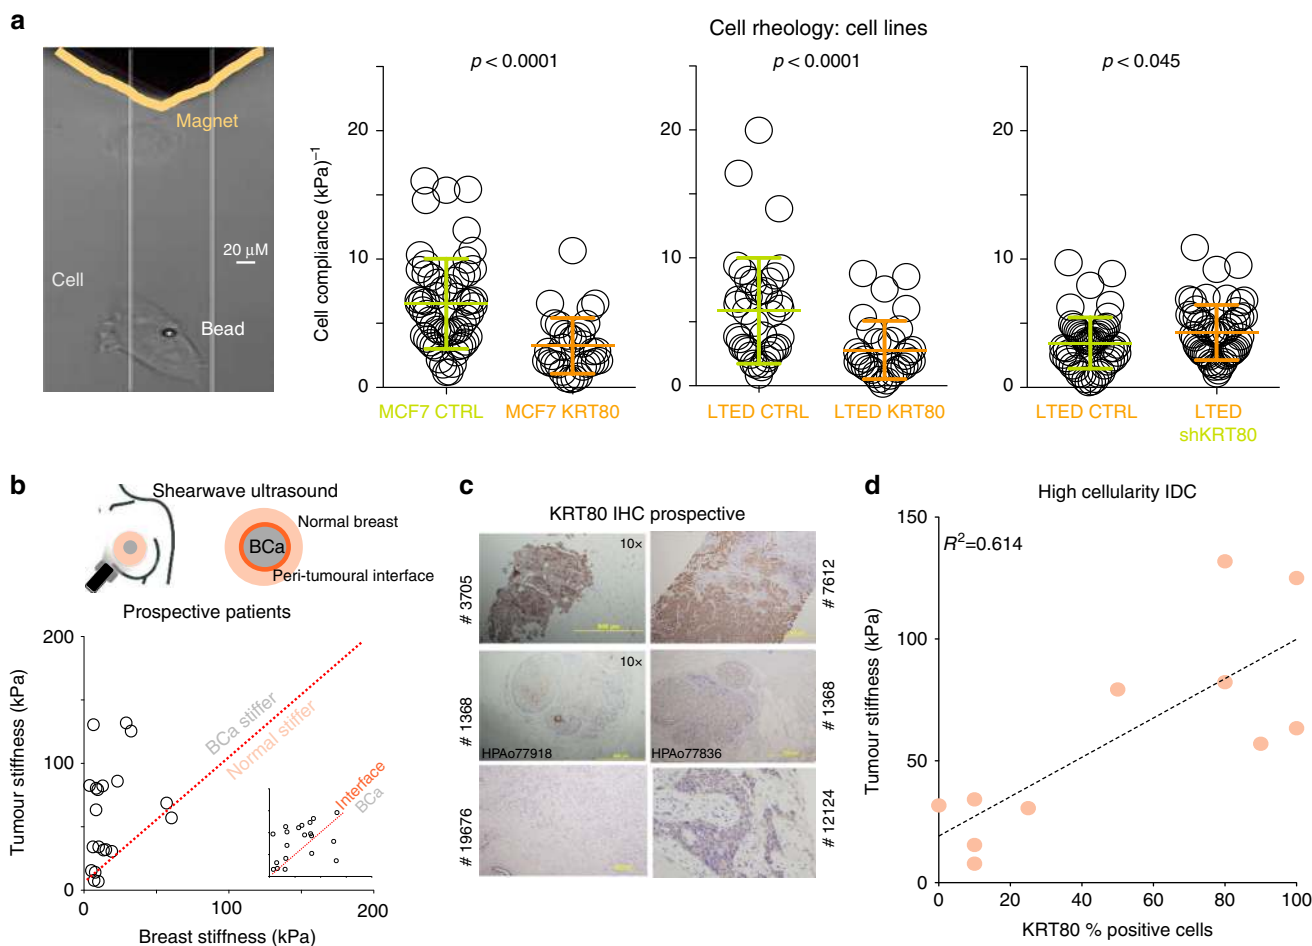 a
Cell rheology: cell lines
Magnet
20 µM
Cell
Bead
Cell compliance (kPa)⁻¹
p < 0.0001
20
10
0
MCF7 CTRL
MCF7 KRT80
p < 0.0001
20
10
0
LTED CTRL
LTED KRT80
p < 0.045
20
10
0
LTED CTRL
LTED
shKRT80
b
Shearwave ultrasound
Normal breast
BCa
Peri-tumoural interface
Prospective patients
Tumour stiffness (kPa)
200
100
0
BCa stiffer
Normal stiffer
Interface
BCa
0
100
200
Breast stiffness (kPa)
c
KRT80 IHC prospective
# 3705
10×
# 7612
# 1368
10×
HPAo77918
HPAo77836
# 1368
# 19676
# 12124
d
High cellularity IDC
R²=0.614
Tumour stiffness (kPa)
150
100
50
0
0
20
40
60
80
100
KRT80 % positive cells